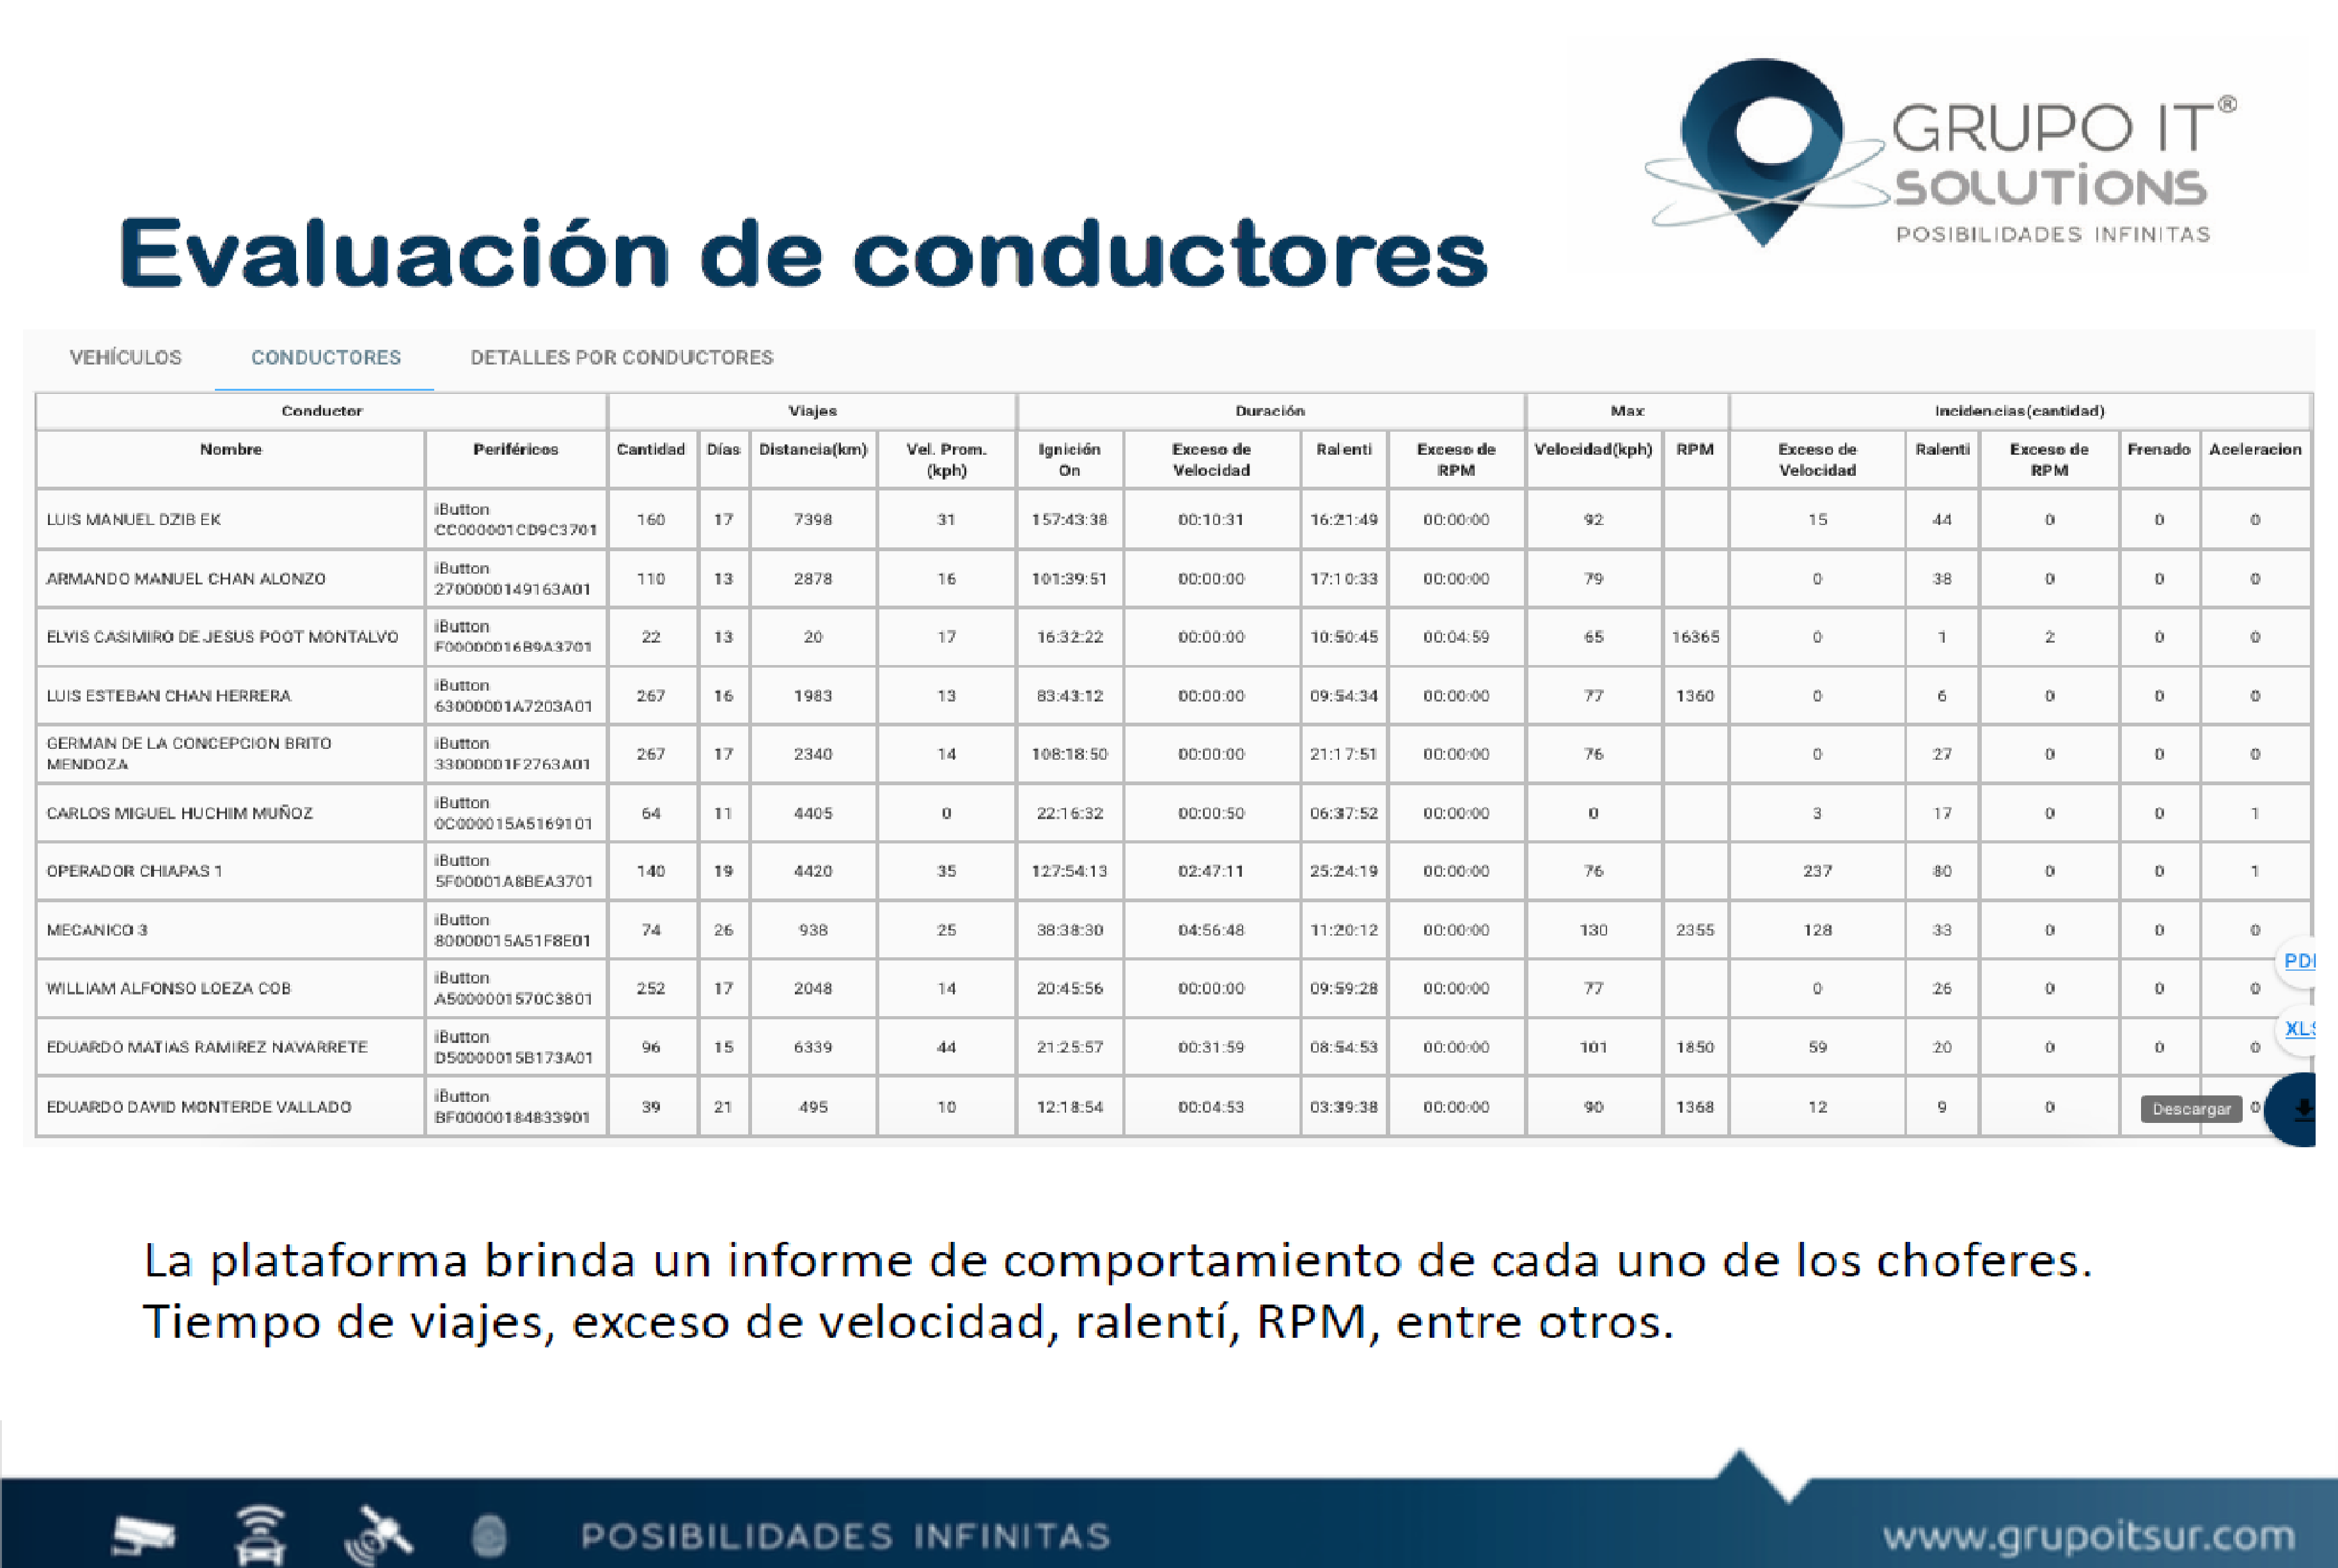 GRUPO IT®
SOLUTiONS
POSIBILIDADES INFINITAS
Evaluación de conductores
VEHÍCULOS CONDUCTORES DETALLES POR CONDUCTORES
Conductor Viajes Duración Max Incidencias(cantidad)
Nombre Periféricos Cantidad Días Distancia(km) Vel. Prom. (kph) Ignición On Exceso de Velocidad Ralenti Exceso de RPM Velocidad(kph) RPM Exceso de Velocidad Ralenti Exceso de RPM Frenado Aceleracion
LUIS MANUEL DZIB EK iButton CC000001CD9C3701 160 17 7398 31 157:43:38 00:10:31 16:21:49 00:00:00 92 15 44 0 0 0
ARMANDO MANUEL CHAN ALONZO iButton 2700000149163A01 110 13 2878 16 101:39:51 00:00:00 17:10:33 00:00:00 79 0 38 0 0 0
ELVIS CASIMIRO DE JESUS POOT MONTALVO iButton F00000016B9A3701 22 13 20 17 16:32:22 00:00:00 10:50:45 00:04:59 65 16365 0 1 2 0 0
LUIS ESTEBAN CHAN HERRERA iButton 63000001A7203A01 267 16 1983 13 83:43:12 00:00:00 09:54:34 00:00:00 77 1360 0 6 0 0 0
GERMAN DE LA CONCEPCION BRITO MENDOZA iButton 33000001F2763A01 267 17 2340 14 108:18:50 00:00:00 21:17:51 00:00:00 76 0 27 0 0 0
CARLOS MIGUEL HUCHIM MUÑOZ iButton 0C000015A5169101 64 11 4405 0 22:16:32 00:00:50 06:37:52 00:00:00 0 3 17 0 0 1
OPERADOR CHIAPAS 1 iButton 5F00001A8BEA3701 140 19 4420 35 127:54:13 02:47:11 25:24:19 00:00:00 76 237 80 0 0 1
MECANICO 3 iButton 80000015A51F8E01 74 26 938 25 38:38:30 04:56:48 11:20:12 00:00:00 130 2355 128 33 0 0 0
WILLIAM ALFONSO LOEZA COB iButton A5000001570C3801 252 17 2048 14 20:45:56 00:00:00 09:59:28 00:00:00 77 0 26 0 0 0
EDUARDO MATIAS RAMIREZ NAVARRETE iButton D50000015B173A01 96 15 6339 44 21:25:57 00:31:59 08:54:53 00:00:00 101 1850 59 20 0 0 0
EDUARDO DAVID MONTERDE VALLADO iButton BF00000184833901 39 21 495 10 12:18:54 00:04:53 03:39:38 00:00:00 90 1368 12 9 0 Descargar 0
La plataforma brinda un informe de comportamiento de cada uno de los choferes.
Tiempo de viajes, exceso de velocidad, ralentí, RPM, entre otros.
POSIBILIDADES INFINITAS
www.grupoitsur.com